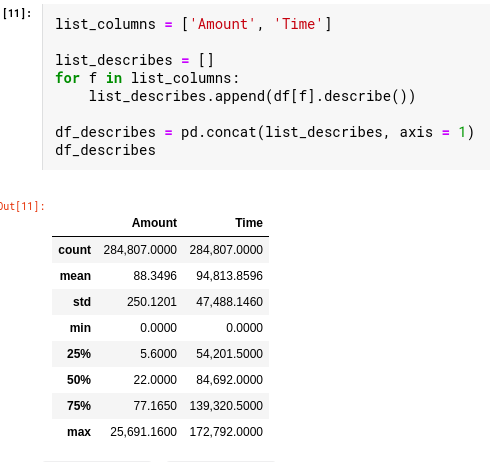 [11]:
list_columns = ['Amount', 'Time']
list_describes = []
for f in list_columns:
    list_describes.append(df[f].describe())
df_describes = pd.concat(list_describes, axis = 1)
df_describes
Out[11]:
Amount Time
count 284,807.0000 284,807.0000
mean 88.3496 94,813.8596
std 250.1201 47,488.1460
min 0.0000 0.0000
25% 5.6000 54,201.5000
50% 22.0000 84,692.0000
75% 77.1650 139,320.5000
max 25,691.1600 172,792.0000